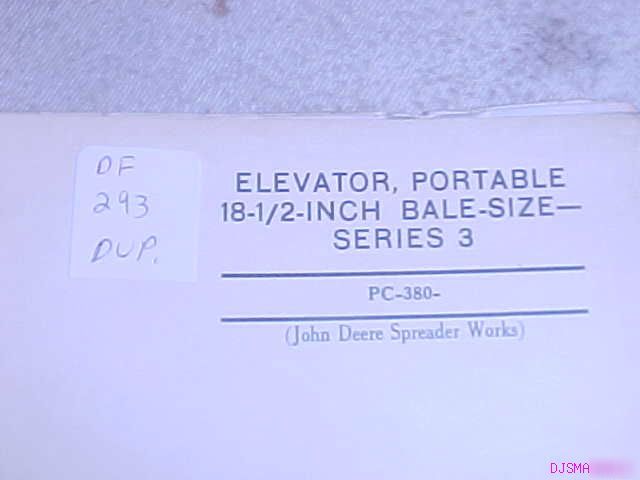 DF
293
DUP.
ELEVATOR, PORTABLE
18-1/2-INCH BALE-SIZE—
SERIES 3
PC-380-
(John Deere Spreader Works)
DJSMA